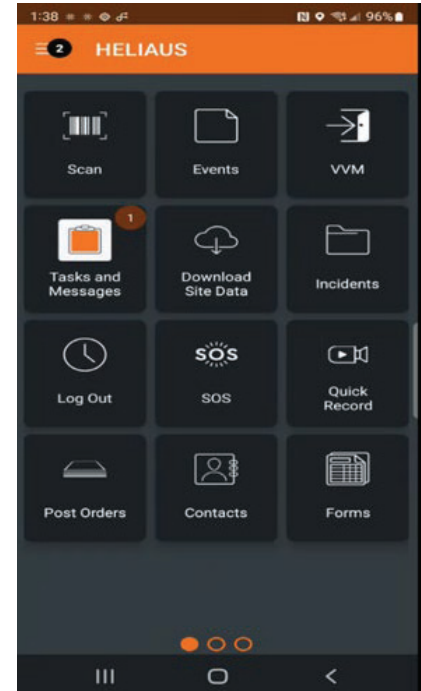 1:38 96%
2 HELIAUS
Scan Events VVM
1
Tasks and Download Incidents
Messages Site Data
Log Out SOS SOS Quick
Record
Post Orders Contacts Forms